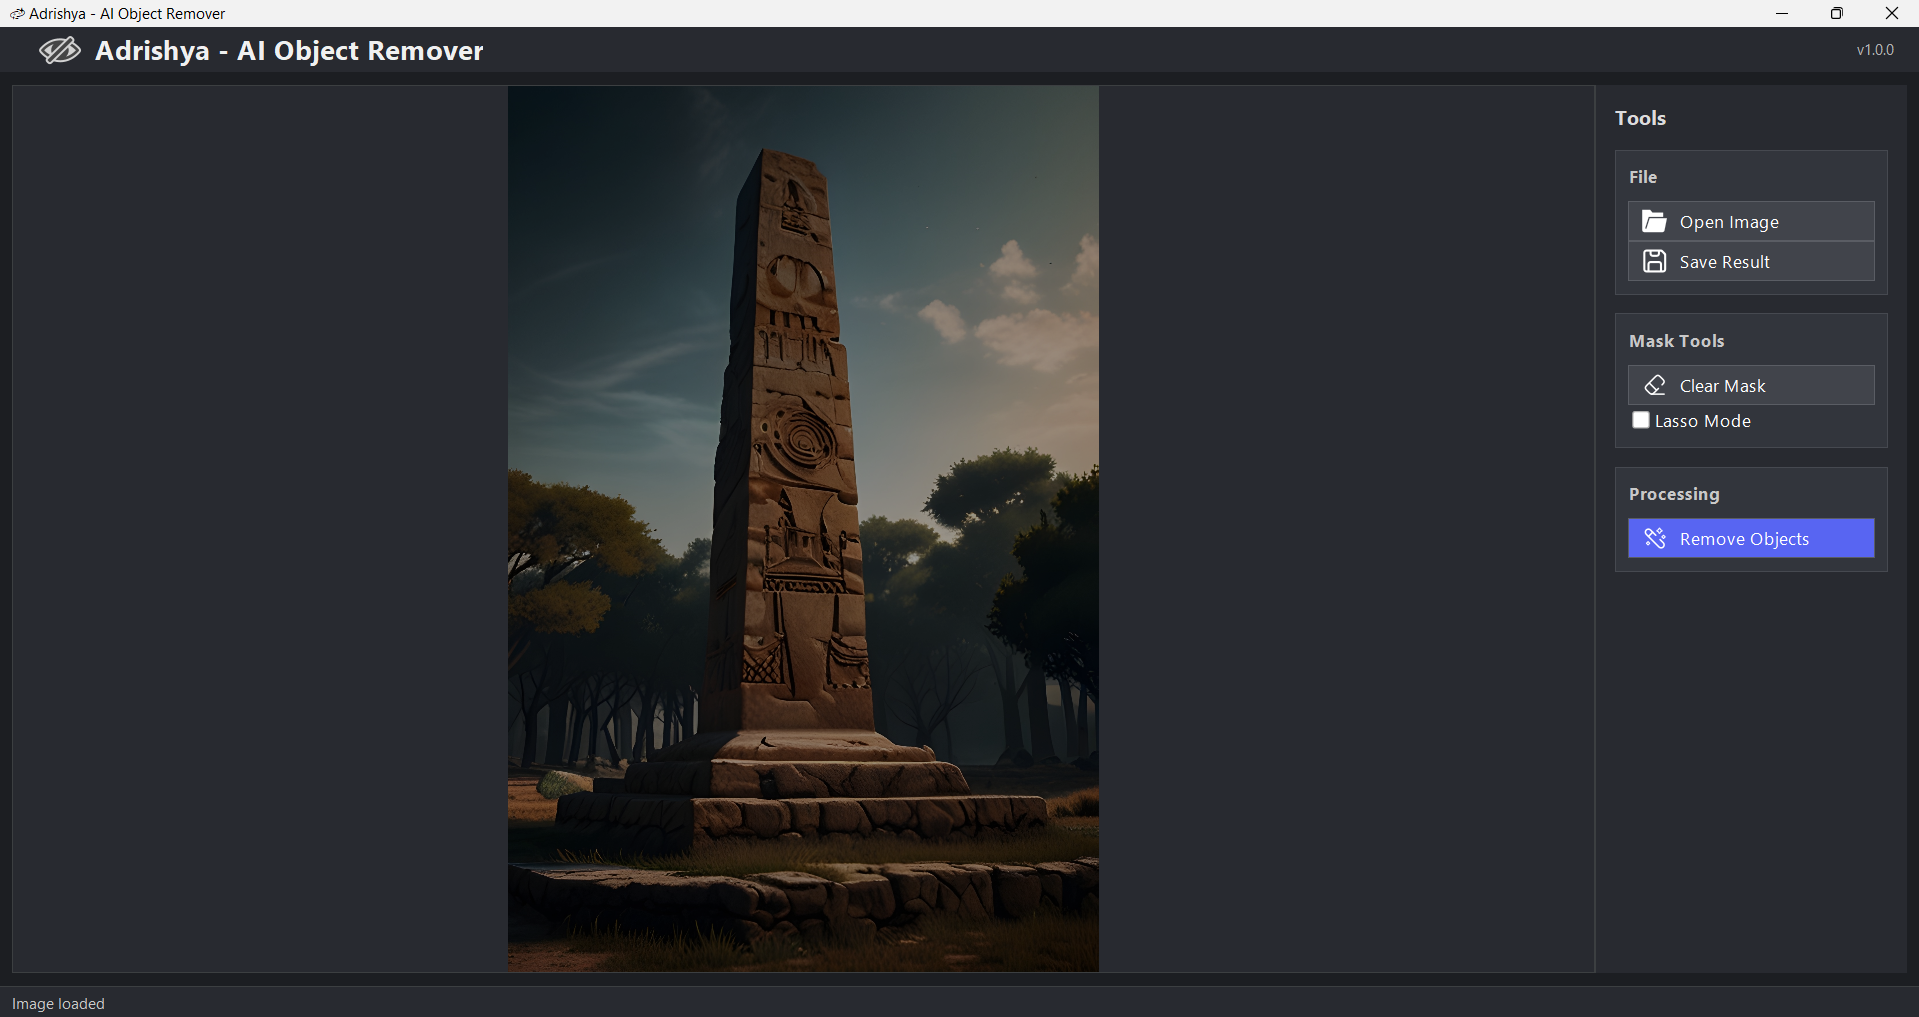 Adrishya - AI Object Remover
Adrishya - AI Object Remover
v1.0.0
Tools
File
Open Image
Save Result
Mask Tools
Clear Mask
Lasso Mode
Processing
Remove Objects
Image loaded